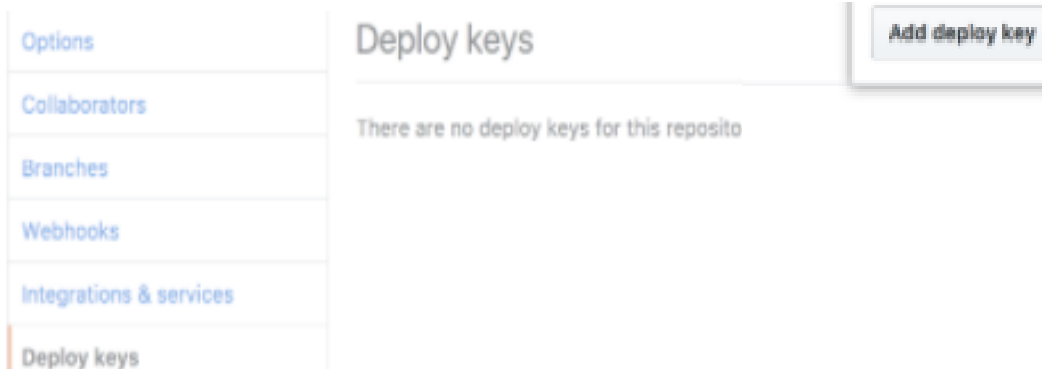 Options
Collaborators
Branches
Webhooks
Integrations & services
Deploy keys
Deploy keys
Add deploy key
There are no deploy keys for this reposito